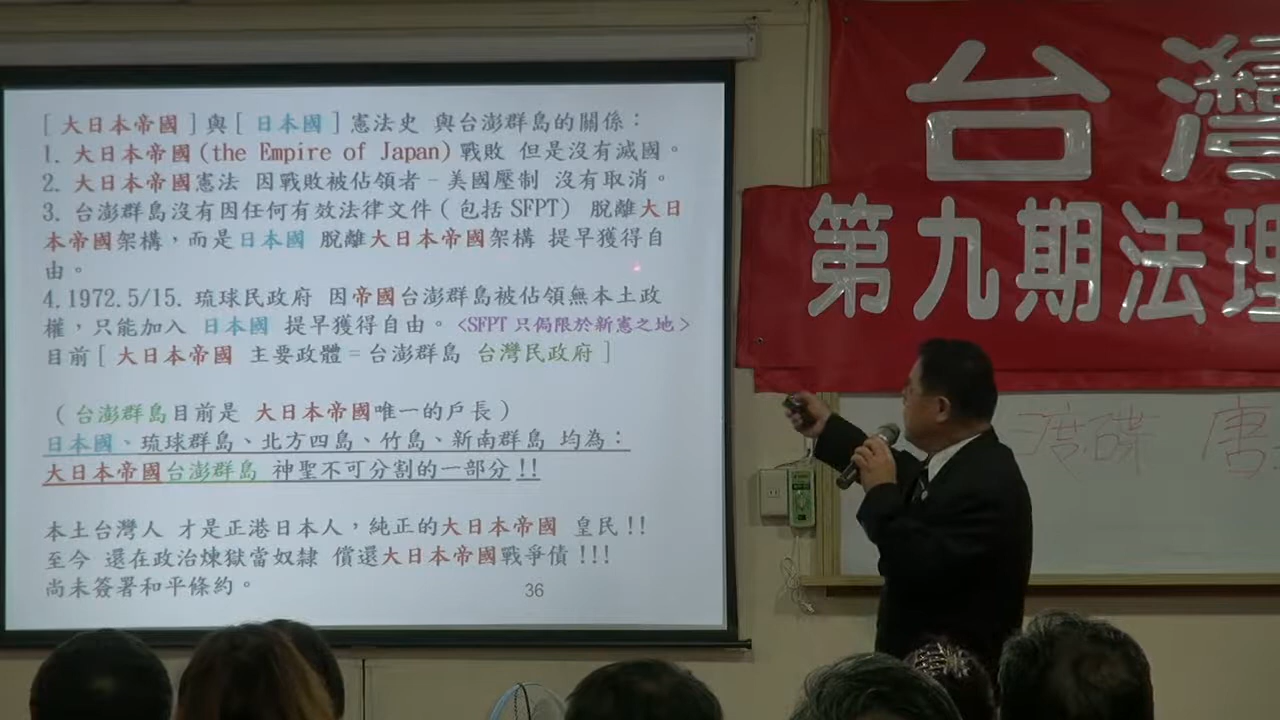 [ 大日本帝國 ] 與 [ 日本國 ] 憲法史 與台澎群島的關係：
1. 大日本帝國(the Empire of Japan)戰敗 但是沒有滅國。
2. 大日本帝國憲法 因戰敗被佔領者－美國壓制 沒有取消。
3. 台澎群島沒有因任何有效法律文件（包括SFPT） 脫離大日
本帝國架構，而是日本國 脫離大日本帝國架構 提早獲得自
由。
4.1972.5/15. 琉球民政府 因帝國台澎群島被佔領無本土政
權，只能加入 日本國 提早獲得自由。<SFPT只侷限於新憲之地>
目前[ 大日本帝國 主要政體＝台澎群島 台灣民政府 ]
（台澎群島目前是 大日本帝國唯一的戶長）
日本國、琉球群島、北方四島、竹島、新南群島 均為：
大日本帝國台澎群島 神聖不可分割的一部分!!
本土台灣人 才是正港日本人，純正的大日本帝國 皇民!!
至今 還在政治煉獄當奴隸 償還大日本帝國戰爭債!!!
尚未簽署和平條約。
36
台灣
第九期法理
渡碟 唐